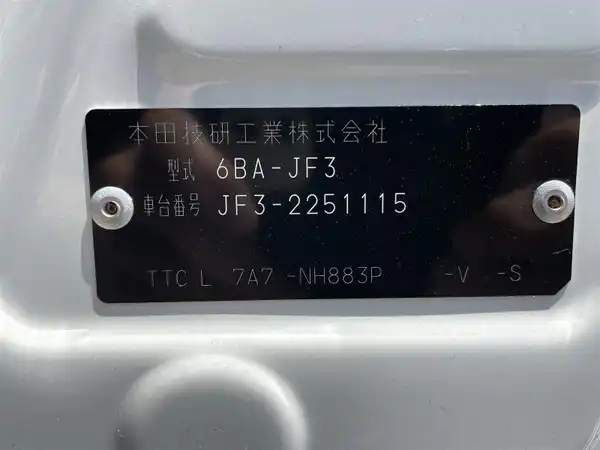 本田技研工業株式会社
型式 6BA-JF3
車台番号 JF3-2251115
TTC L 7A7 -NH883P -V -S